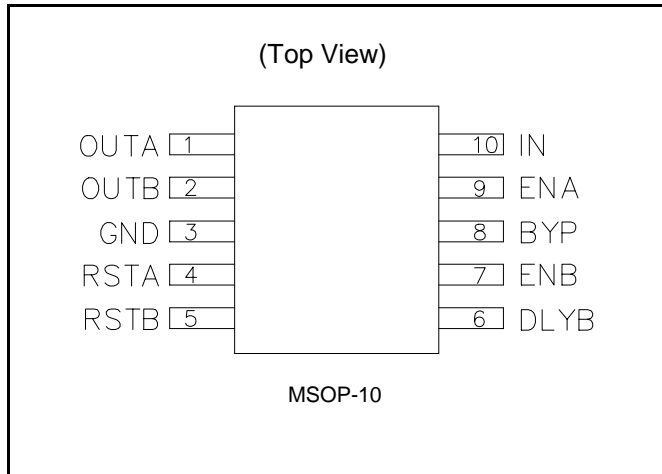 (Top View)
OUTA 1 10 IN
OUTB 2 9 ENA
GND 3 8 BYP
RSTA 4 7 ENB
RSTB 5 6 DLYB
MSOP-10